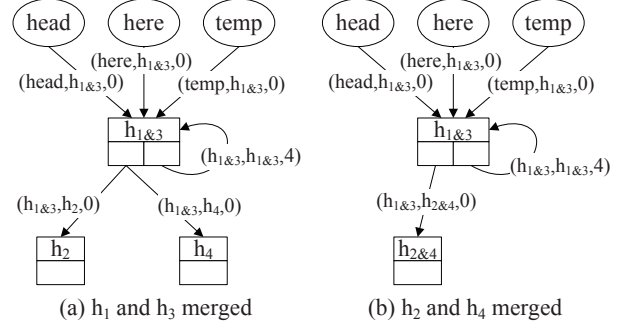 head here temp
(here,h1&3,0)
(head,h1&3,0) (temp,h1&3,0)
h1&3
(h1&3,h1&3,4)
(h1&3,h2,0) (h1&3,h4,0)
h2 h4
(a) h1 and h3 merged
head here temp
(here,h1&3,0)
(head,h1&3,0) (temp,h1&3,0)
h1&3
(h1&3,h1&3,4)
(h1&3,h2&4,0)
h2&4
(b) h2 and h4 merged